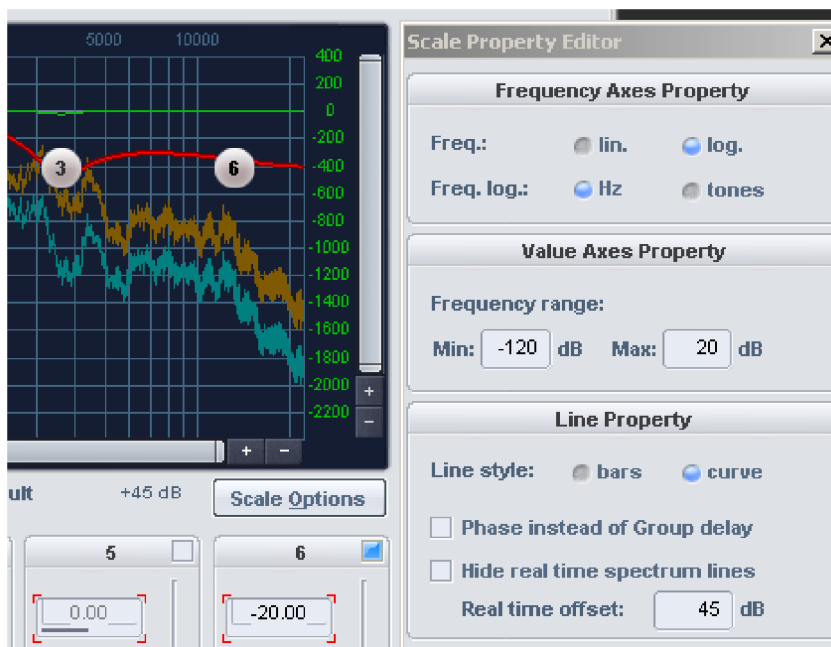 5000 10000
400
200
0
-200
-400
-600
-800
-1000
-1200
-1400
-1600
-1800
-2000
-2200
3
6
+
-
+ -
ult +45 dB Scale Options
5
6
0.00
-20.00
Scale Property Editor
Frequency Axes Property
Freq.: lin. log.
Freq. log.: Hz tones
Value Axes Property
Frequency range:
Min: -120 dB Max: 20 dB
Line Property
Line style: bars curve
Phase instead of Group delay
Hide real time spectrum lines
Real time offset: 45 dB